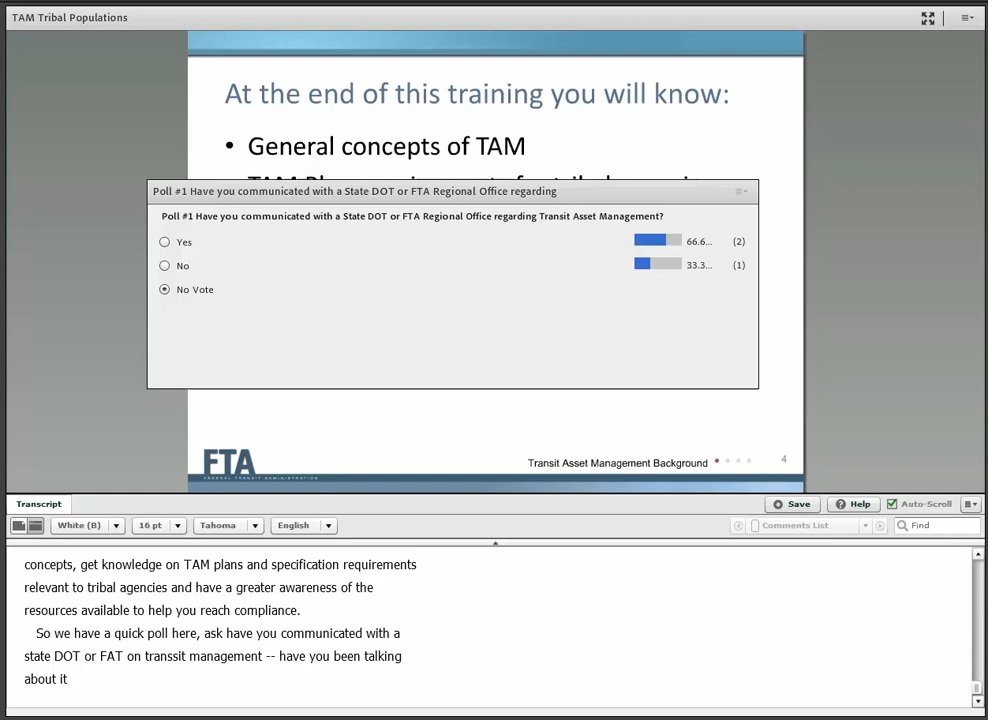 TAM Tribal Populations
At the end of this training you will know:
• General concepts of TAM
Poll #1 Have you communicated with a State DOT or FTA Regional Office regarding
Poll #1 Have you communicated with a State DOT or FTA Regional Office regarding Transit Asset Management?
Yes 66.6... (2)
No 33.3... (1)
No Vote
FTA
FEDERAL TRANSIT ADMINISTRATION
Transit Asset Management Background 4
Transcript Save Help Auto-Scroll
White (B) 16 pt Tahoma English Comments List Find
concepts, get knowledge on TAM plans and specification requirements
relevant to tribal agencies and have a greater awareness of the
resources available to help you reach compliance.
So we have a quick poll here, ask have you communicated with a
state DOT or FAT on transsit management -- have you been talking
about it